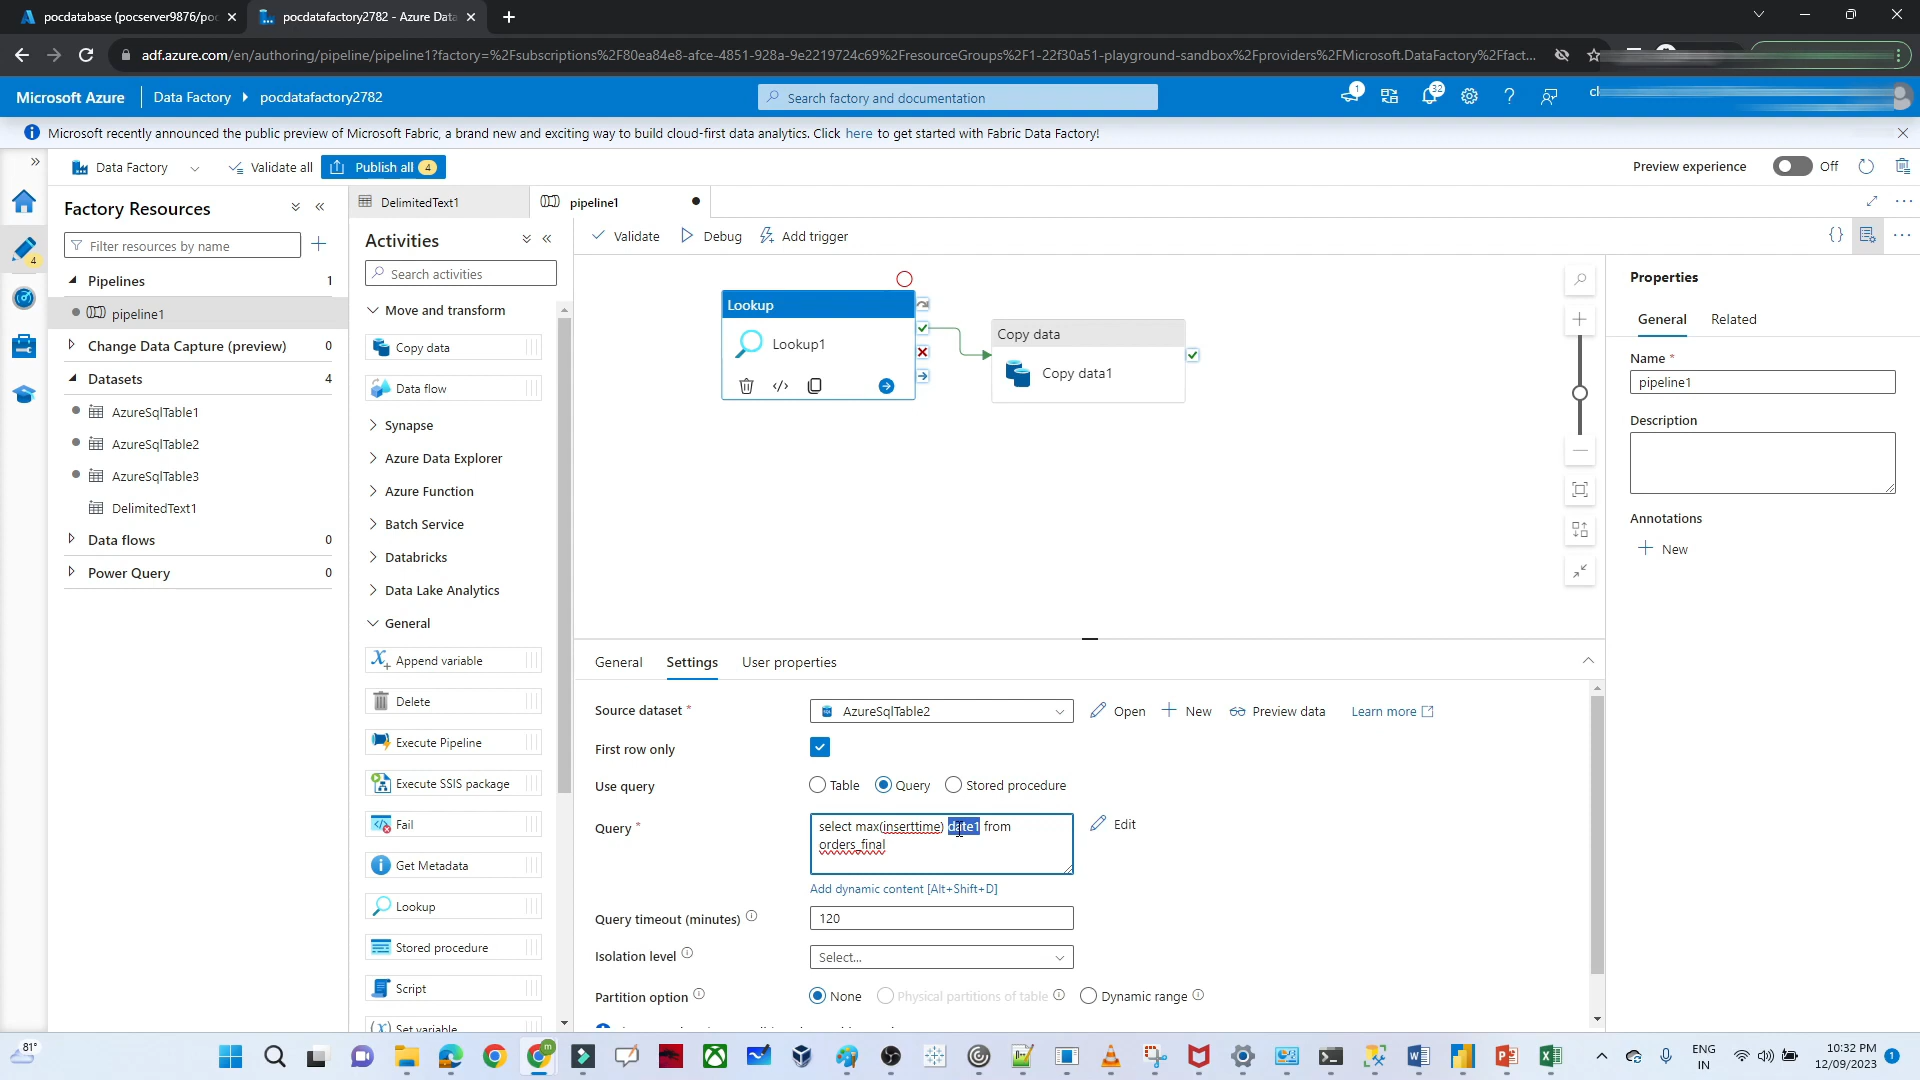 pocdatabase (pocserver9876/poc
pocdatafactory2782 - Azure Data
adf.azure.com/en/authoring/pipeline/pipeline1?factory=%2Fsubscriptions%2F80ea84e8-afce-4851-928a-9e2219724c69%2FresourceGroups%2F1-22f30a51-playground-sandbox%2Fproviders%2FMicrosoft.DataFactory%2Ffact...
Microsoft Azure
Data Factory
pocdatafactory2782
Search factory and documentation
1
32
Microsoft recently announced the public preview of Microsoft Fabric, a brand new and exciting way to build cloud-first data analytics. Click here to get started with Fabric Data Factory!
Data Factory
Validate all
Publish all 4
Preview experience
Off
4
Factory Resources
Filter resources by name
Pipelines 1
pipeline1
Change Data Capture (preview) 0
Datasets 4
AzureSqlTable1
AzureSqlTable2
AzureSqlTable3
DelimitedText1
Data flows 0
Power Query 0
DelimitedText1
pipeline1
Activities
Search activities
Move and transform
Copy data
Data flow
Synapse
Azure Data Explorer
Azure Function
Batch Service
Databricks
Data Lake Analytics
General
Append variable
Delete
Execute Pipeline
Execute SSIS package
Fail
Get Metadata
Lookup
Stored procedure
Script
Set variable
Validate
Debug
Add trigger
Lookup
Lookup1
Copy data
Copy data1
General
Settings
User properties
Source dataset *
AzureSqlTable2
Open
New
Preview data
Learn more
First row only
Use query
Table
Query
Stored procedure
Query *
select max(inserttime) date1 from
orders_final
Edit
Add dynamic content [Alt+Shift+D]
Query timeout (minutes)
120
Isolation level
Select...
Partition option
None
Physical partitions of table
Dynamic range
Properties
General
Related
Name *
pipeline1
Description
Annotations
New
81°
ENG
IN
10:32 PM
12/09/2023
1